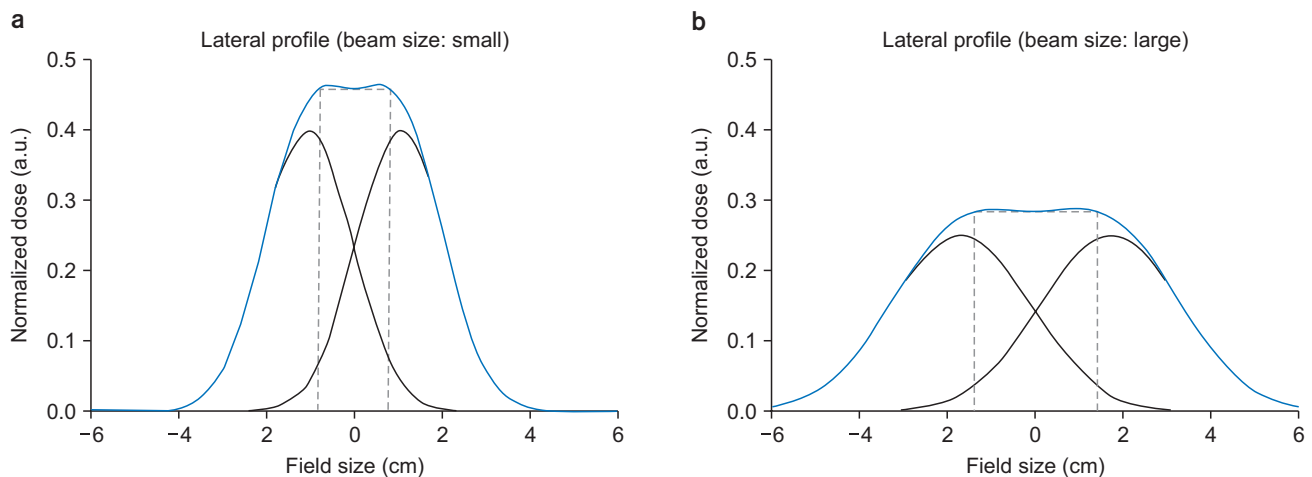 a
Lateral profile (beam size: small)
0.5
0.4
0.3
0.2
0.1
0.0
Normalized dose (a.u.)
−6 −4 2 0 2 4 6
Field size (cm)
b
Lateral profile (beam size: large)
0.5
0.4
0.3
0.2
0.1
0.0
Normalized dose (a.u.)
−6 −4 −2 0 2 4 6
Field size (cm)